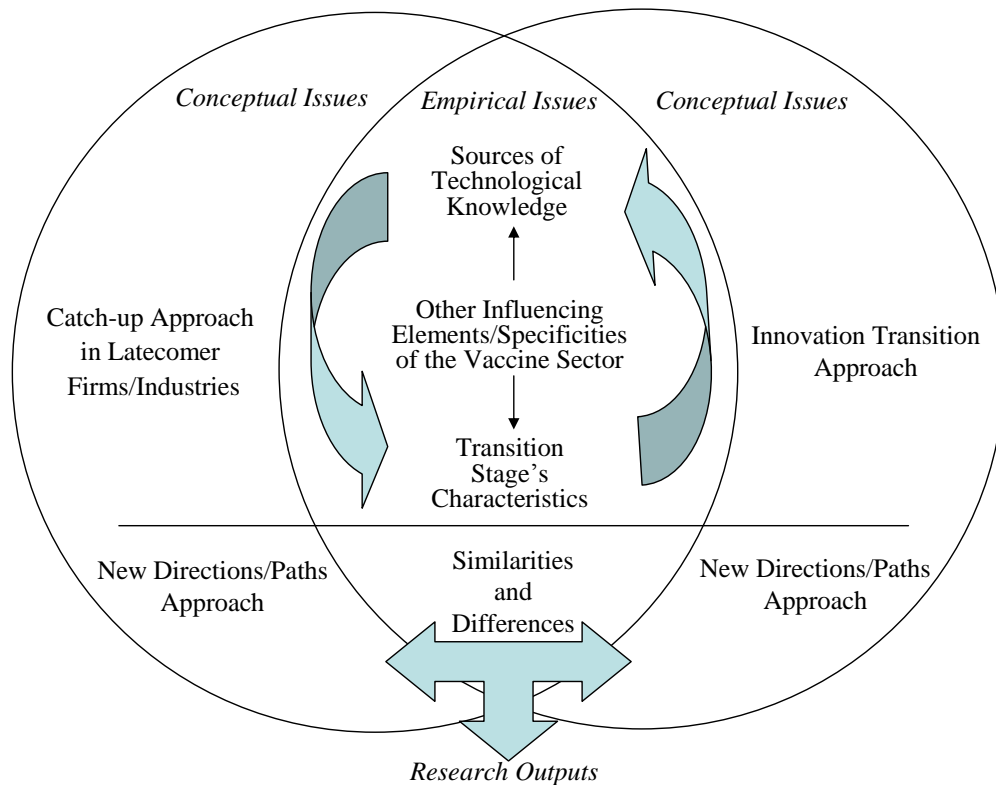 Conceptual Issues
Empirical Issues
Conceptual Issues
Sources of
Technological
Knowledge
Other Influencing
Elements/Specificities
of the Vaccine Sector
Catch-up Approach
in Latecomer
Firms/Industries
Innovation Transition
Approach
Transition
Stage's
Characteristics
New Directions/Paths
Approach
Similarities
and
Differences
New Directions/Paths
Approach
Research Outputs